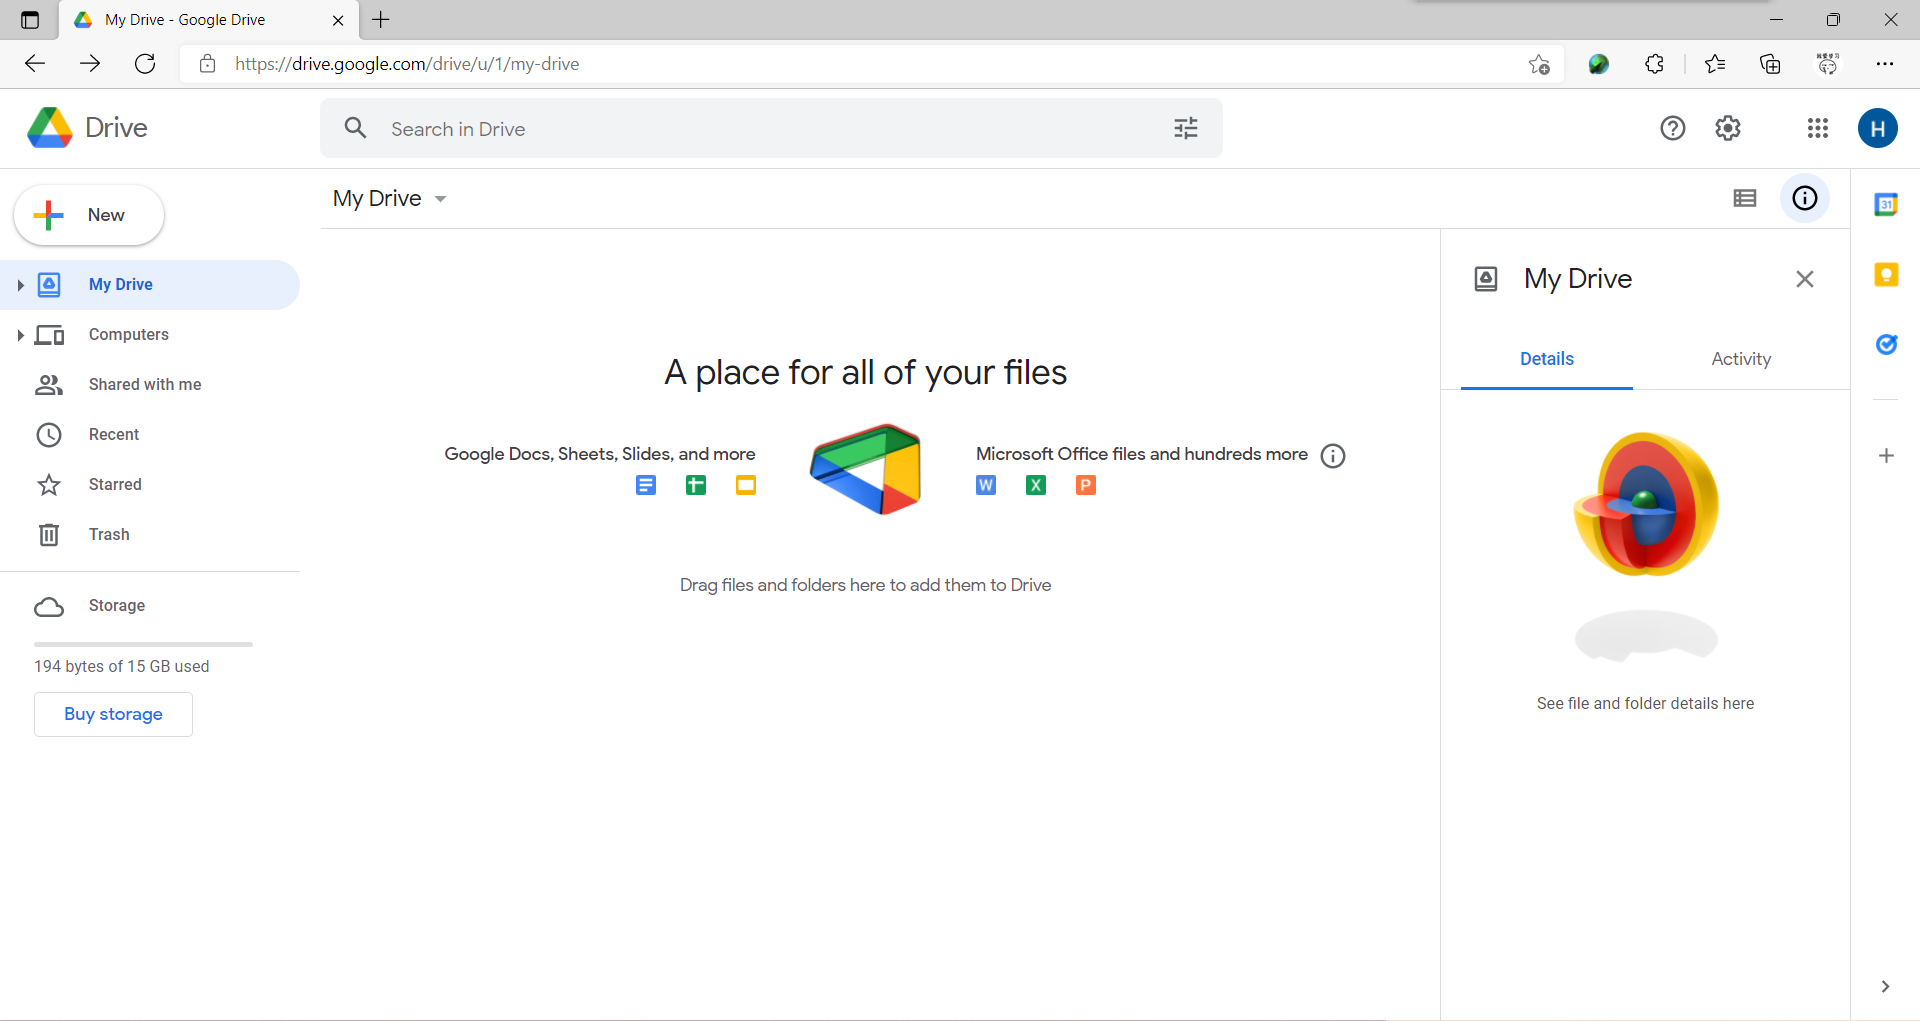 My Drive - Google Drive
https://drive.google.com/drive/u/1/my-drive
Drive
Search in Drive
H
New
My Drive
My Drive
Computers
Shared with me
Recent
Starred
Trash
Storage
194 bytes of 15 GB used
Buy storage
A place for all of your files
Google Docs, Sheets, Slides, and more
Microsoft Office files and hundreds more
W
X
P
Drag files and folders here to add them to Drive
My Drive
Details
Activity
See file and folder details here
31